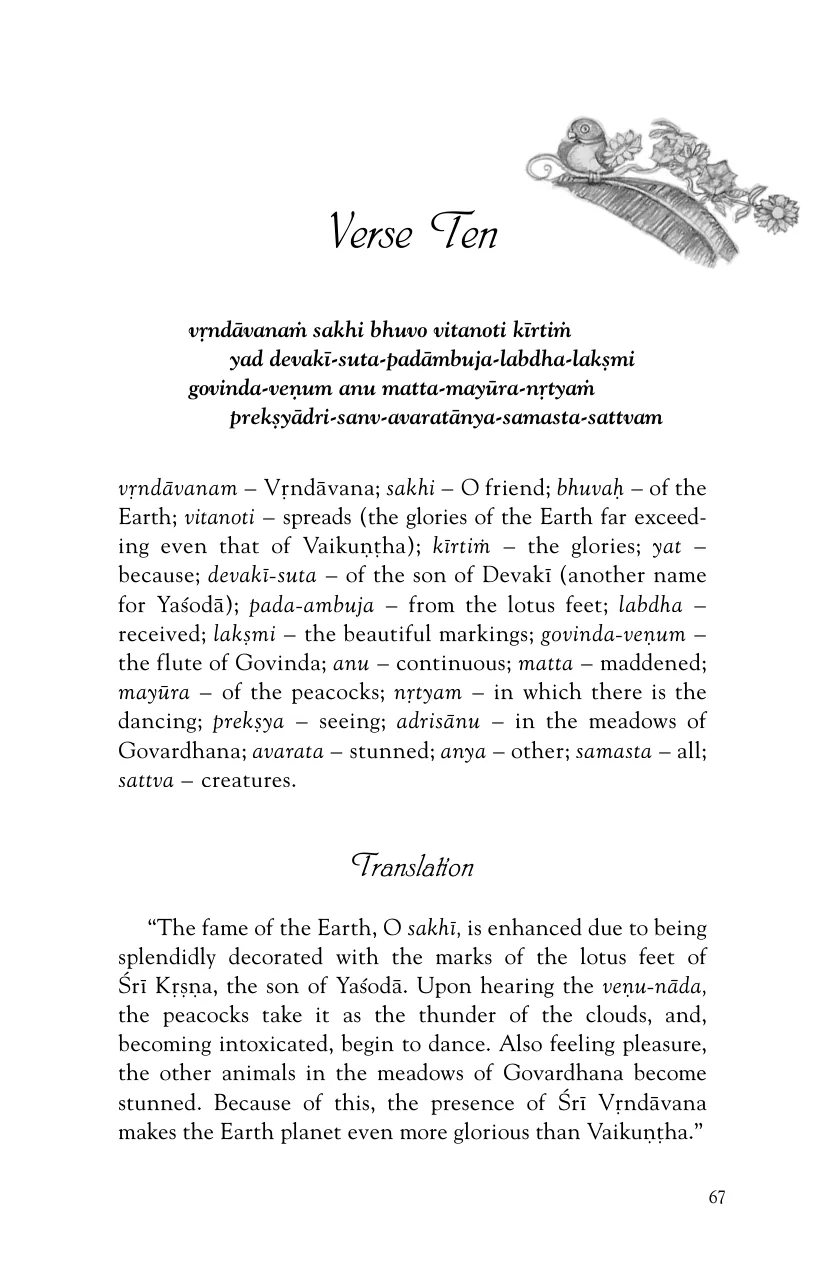 Verse Ten
vṛndāvanaṁ sakhi bhuvo vitanoti kīrtiṁ
yad devakī-suta-padāmbuja-labdha-lakṣmi
govinda-veṇum anu matta-mayūra-nṛtyaṁ
prekṣyādri-sanv-avaratānya-samasta-sattvam
vṛndāvanam – Vṛndāvana; sakhi – O friend; bhuvaḥ – of the
Earth; vitanoti – spreads (the glories of the Earth far exceed-
ing even that of Vaikuṇṭha); kīrtiṁ – the glories; yat –
because; devakī-suta – of the son of Devakī (another name
for Yaśodā); pada-ambuja – from the lotus feet; labdha –
received; lakṣmi – the beautiful markings; govinda-veṇum –
the flute of Govinda; anu – continuous; matta – maddened;
mayūra – of the peacocks; nṛtyam – in which there is the
dancing; prekṣya – seeing; adrisānu – in the meadows of
Govardhana; avarata – stunned; anya – other; samasta – all;
sattva – creatures.
Translation
“The fame of the Earth, O sakhī, is enhanced due to being
splendidly decorated with the marks of the lotus feet of
Śrī Kṛṣṇa, the son of Yaśodā. Upon hearing the veṇu-nāda,
the peacocks take it as the thunder of the clouds, and,
becoming intoxicated, begin to dance. Also feeling pleasure,
the other animals in the meadows of Govardhana become
stunned. Because of this, the presence of Śrī Vṛndāvana
makes the Earth planet even more glorious than Vaikuṇṭha.”
67